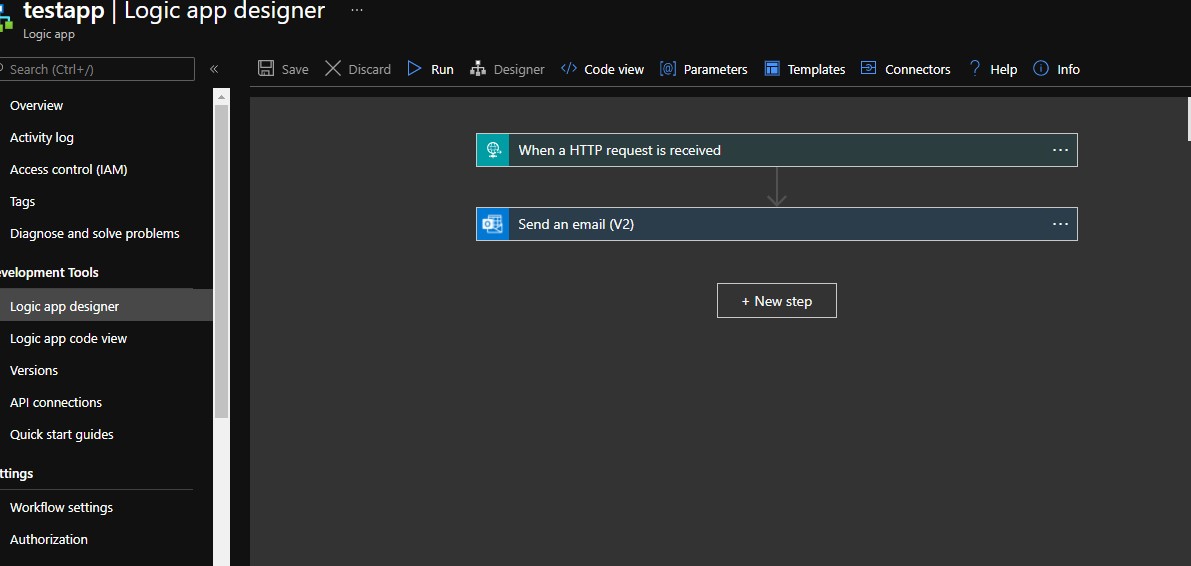 testapp | Logic app designer ...
Logic app
Search (Ctrl+/) «
Save Discard Run Designer </> Code view [@] Parameters Templates Connectors ? Help Info
Overview
Activity log
Access control (IAM)
Tags
Diagnose and solve problems
evelopment Tools
Logic app designer
Logic app code view
Versions
API connections
Quick start guides
ttings
Workflow settings
Authorization
When a HTTP request is received ...
Send an email (V2) ...
+ New step